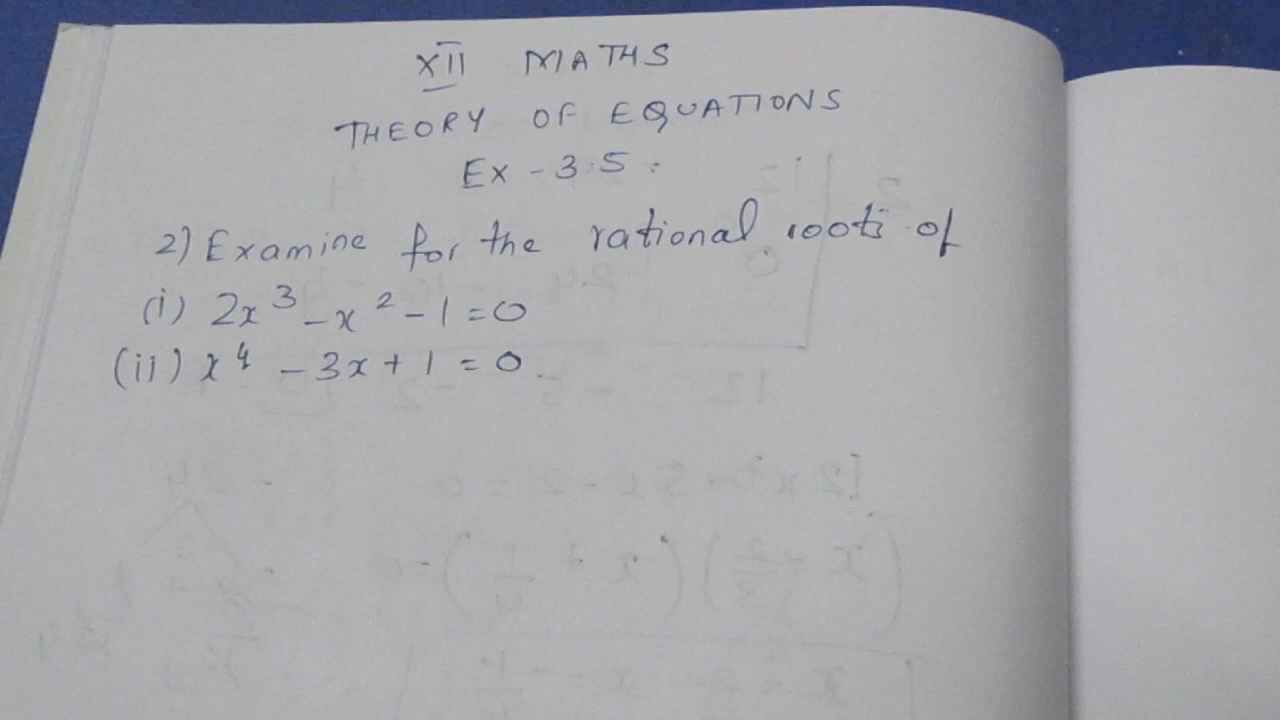 XII MATHS
THEORY OF EQUATIONS
Ex - 3.5 :
2) Examine for the rational roots of
(i) 2x³ - x² - 1 = 0
(ii) x⁴ - 3x + 1 = 0.